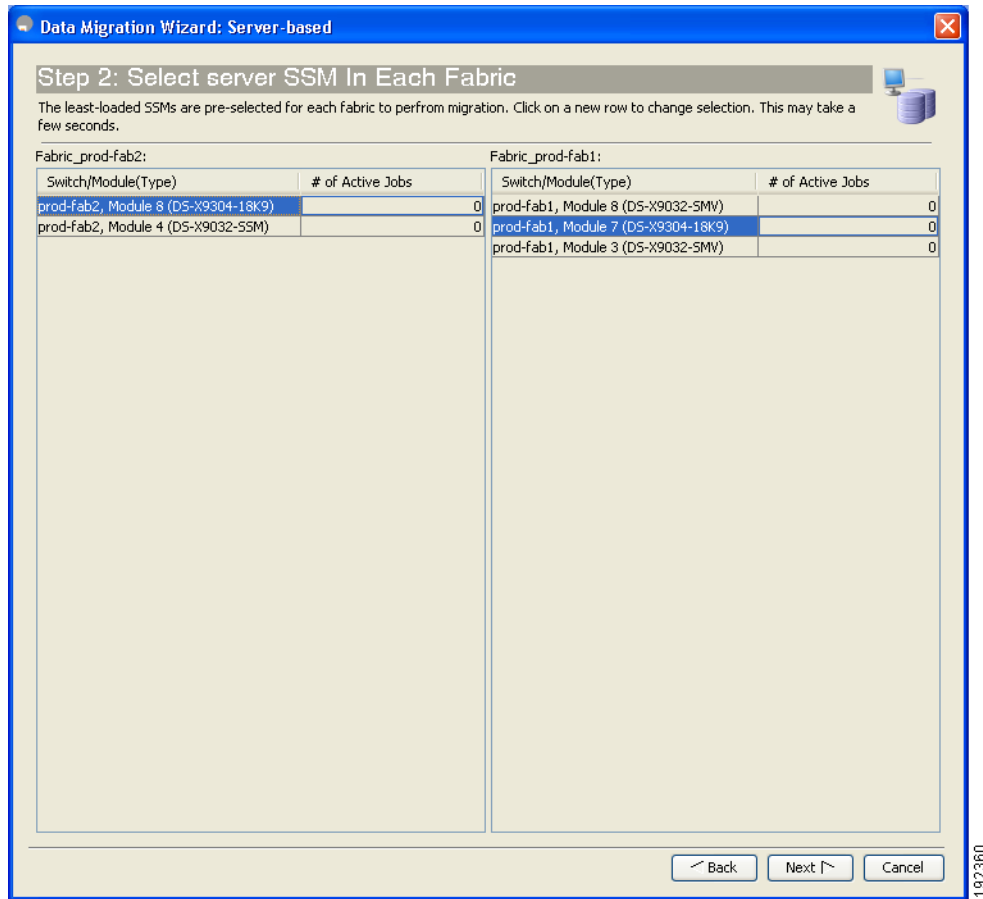 Data Migration Wizard: Server-based
Step 2: Select server SSM In Each Fabric
The least-loaded SSMs are pre-selected for each fabric to perfrom migration. Click on a new row to change selection. This may take a
few seconds.
Fabric_prod-fab2:
Switch/Module(Type) # of Active Jobs
prod-fab2, Module 8 (DS-X9304-18K9) 0
prod-fab2, Module 4 (DS-X9032-SSM) 0
Fabric_prod-fab1:
Switch/Module(Type) # of Active Jobs
prod-fab1, Module 8 (DS-X9032-SMV) 0
prod-fab1, Module 7 (DS-X9304-18K9) 0
prod-fab1, Module 3 (DS-X9032-SMV) 0
Back Next Cancel
192360